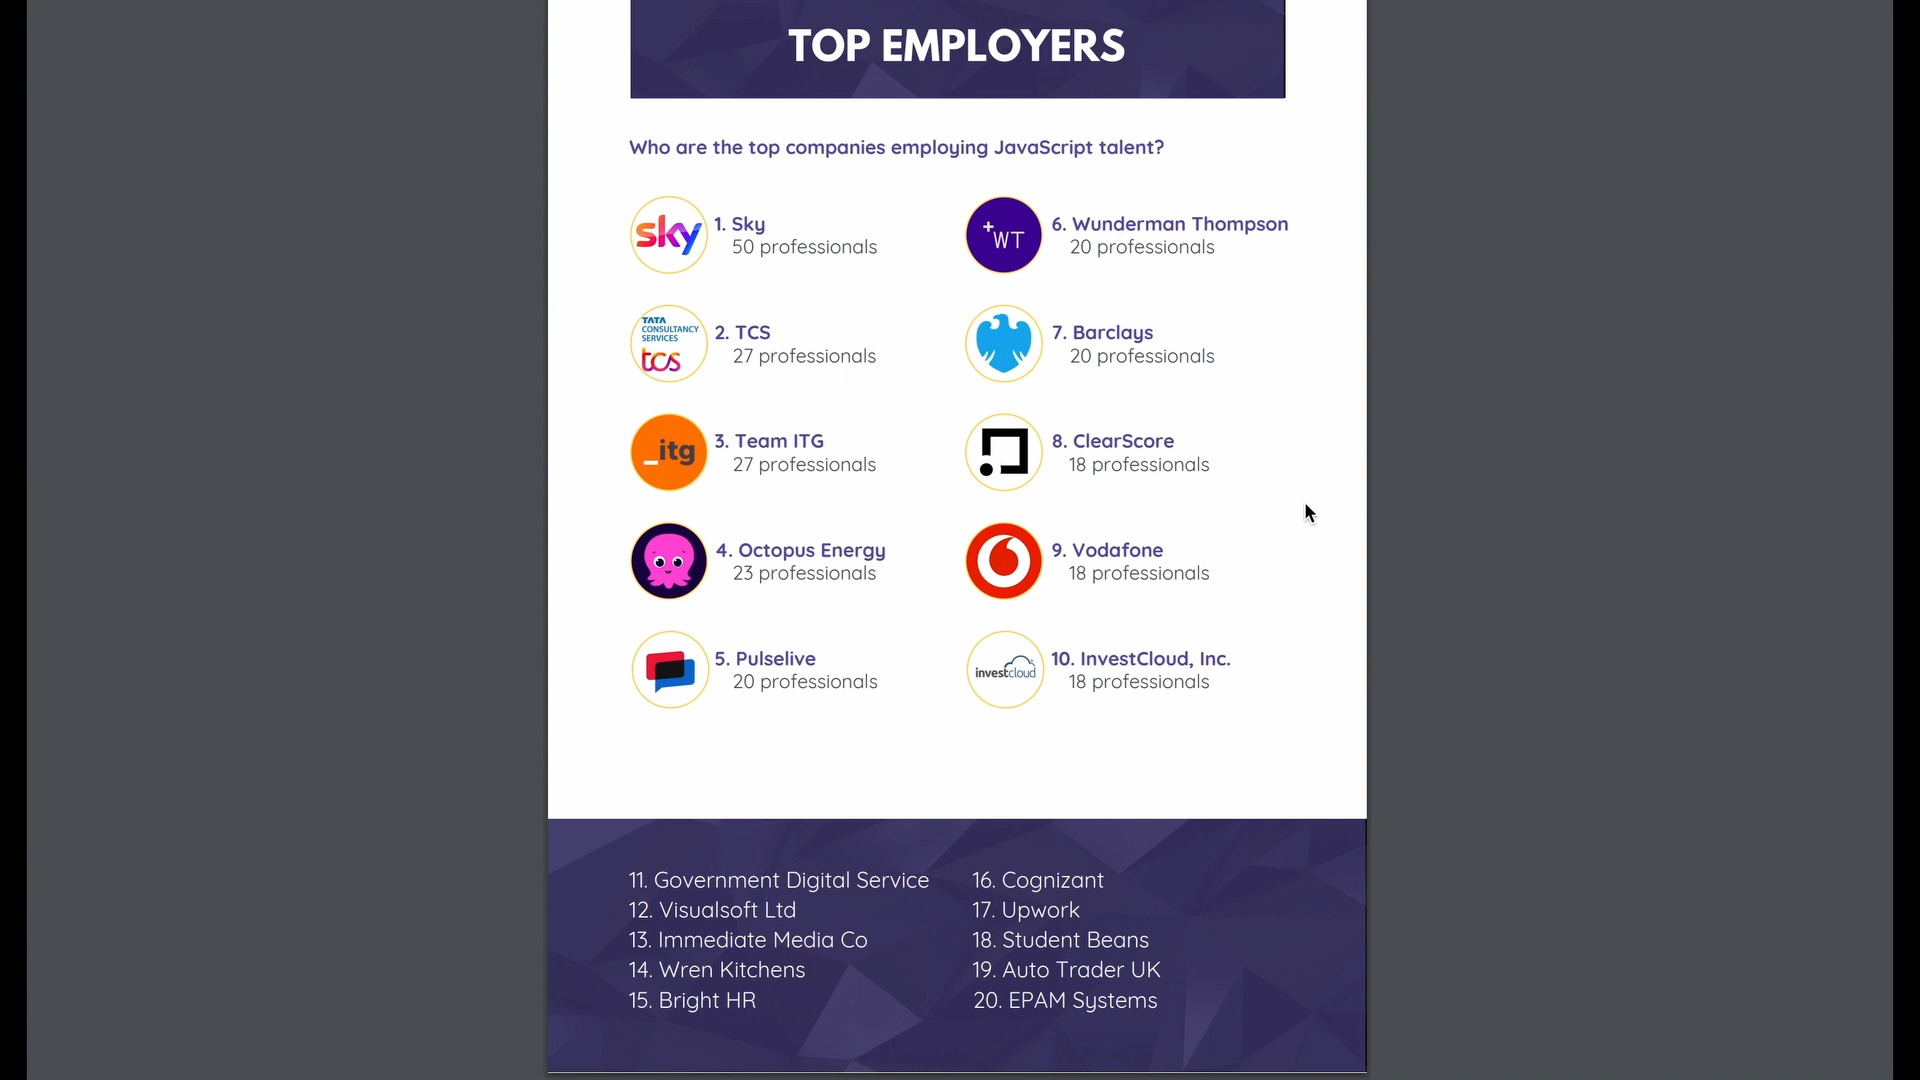 TOP EMPLOYERS
Who are the top companies employing JavaScript talent?
sky
1. Sky
50 professionals
TATA
CONSULTANCY
SERVICES
tcs
2. TCS
27 professionals
_itg
3. Team ITG
27 professionals
4. Octopus Energy
23 professionals
5. Pulselive
20 professionals
+WT
6. Wunderman Thompson
20 professionals
7. Barclays
20 professionals
8. ClearScore
18 professionals
9. Vodafone
18 professionals
investcloud
10. InvestCloud, Inc.
18 professionals
11. Government Digital Service
12. Visualsoft Ltd
13. Immediate Media Co
14. Wren Kitchens
15. Bright HR
16. Cognizant
17. Upwork
18. Student Beans
19. Auto Trader UK
20. EPAM Systems